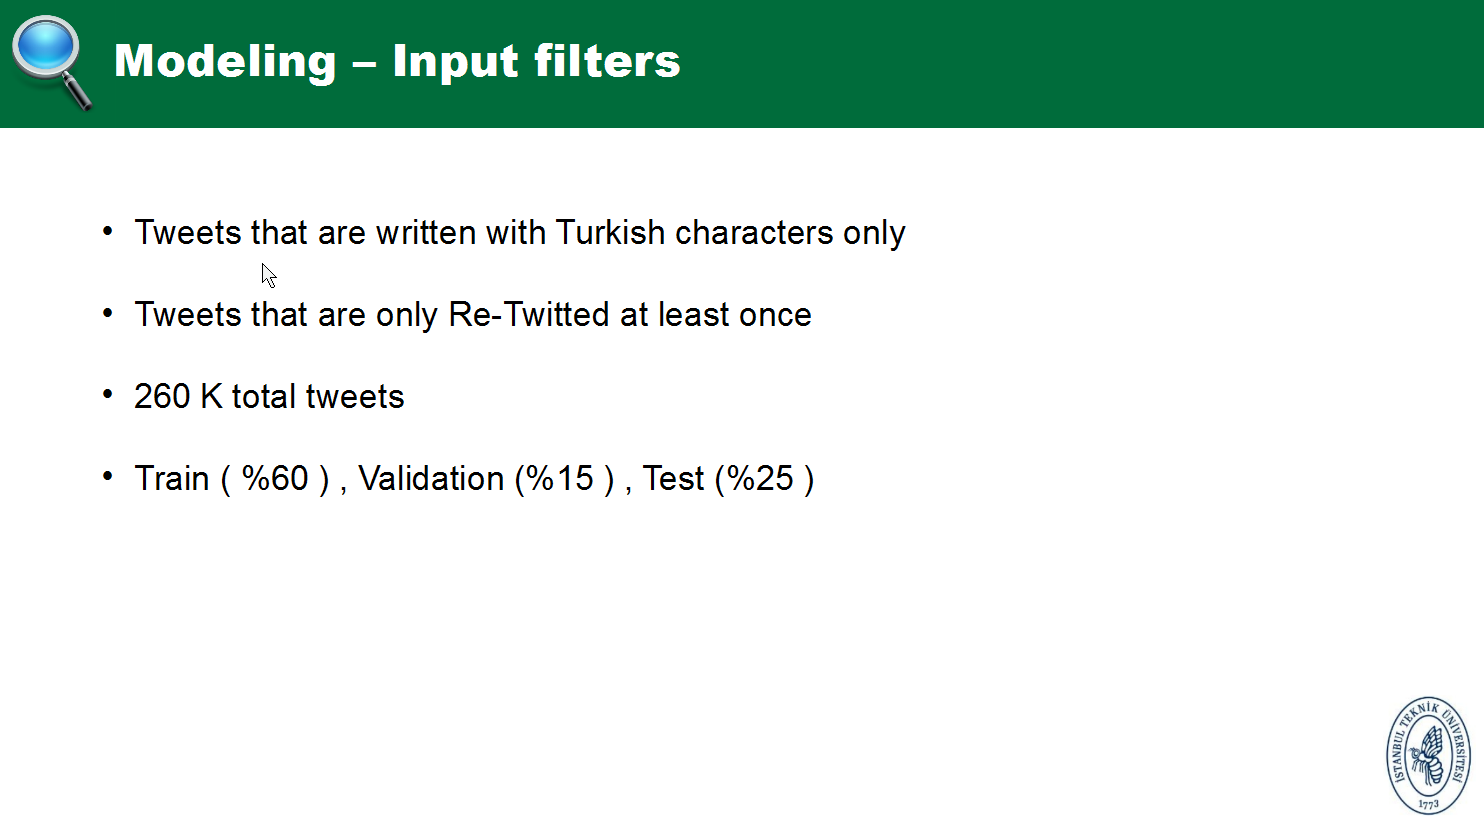 Modeling – Input filters
• Tweets that are written with Turkish characters only
• Tweets that are only Re-Twitted at least once
• 260 K total tweets
• Train ( %60 ) , Validation (%15 ) , Test (%25 )
İSTANBUL TEKNİK ÜNİVERSİTESİ
1773